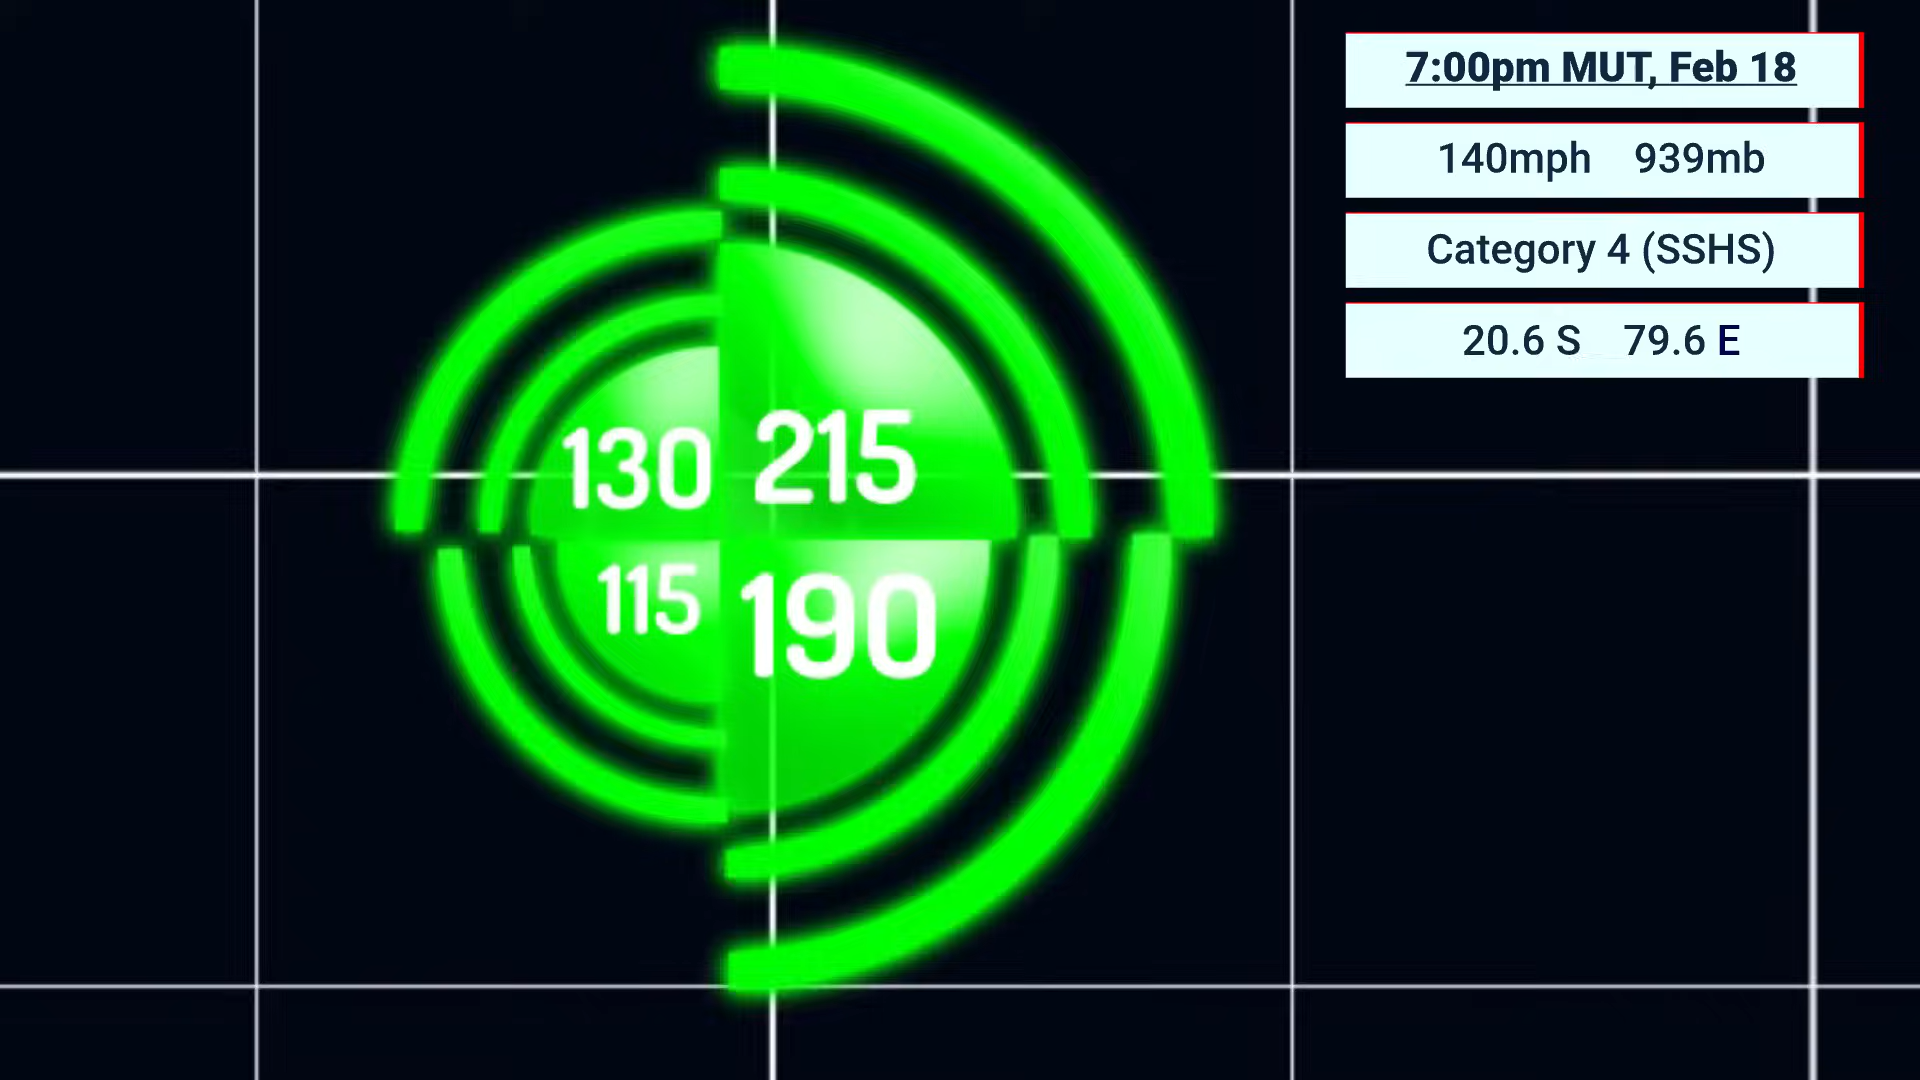 7:00pm MUT, Feb 18
140mph 939mb
Category 4 (SSHS)
20.6 S 79.6 E
130 215
115 190